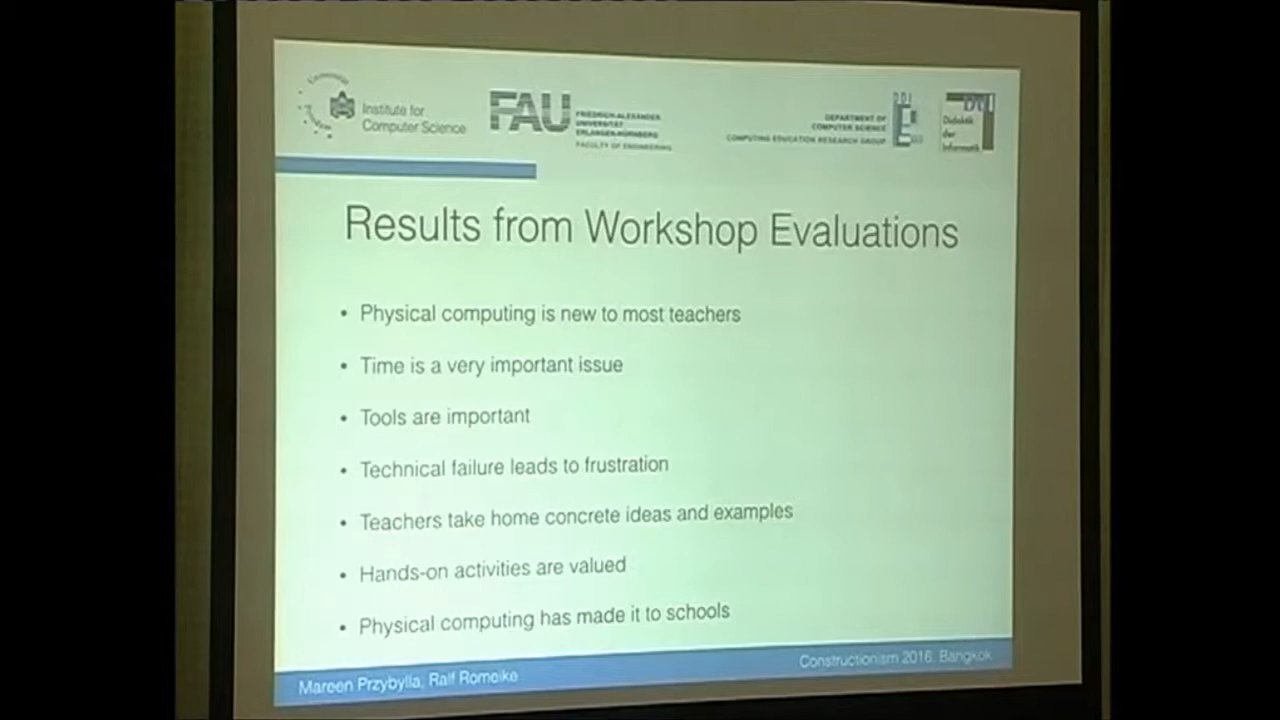 Institute for
Computer Science
FAU
FRIEDRICH-ALEXANDER
UNIVERSITÄT
ERLANGEN-NÜRNBERG
FACULTY OF ENGINEERING
DEPARTMENT OF
COMPUTER SCIENCE
COMPUTING EDUCATION RESEARCH GROUP
DDI
Didaktik
der
Informatik
Results from Workshop Evaluations
• Physical computing is new to most teachers
• Time is a very important issue
• Tools are important
• Technical failure leads to frustration
• Teachers take home concrete ideas and examples
• Hands-on activities are valued
• Physical computing has made it to schools
Mareen Przybylla, Ralf Romeike
Constructionism 2016, Bangkok